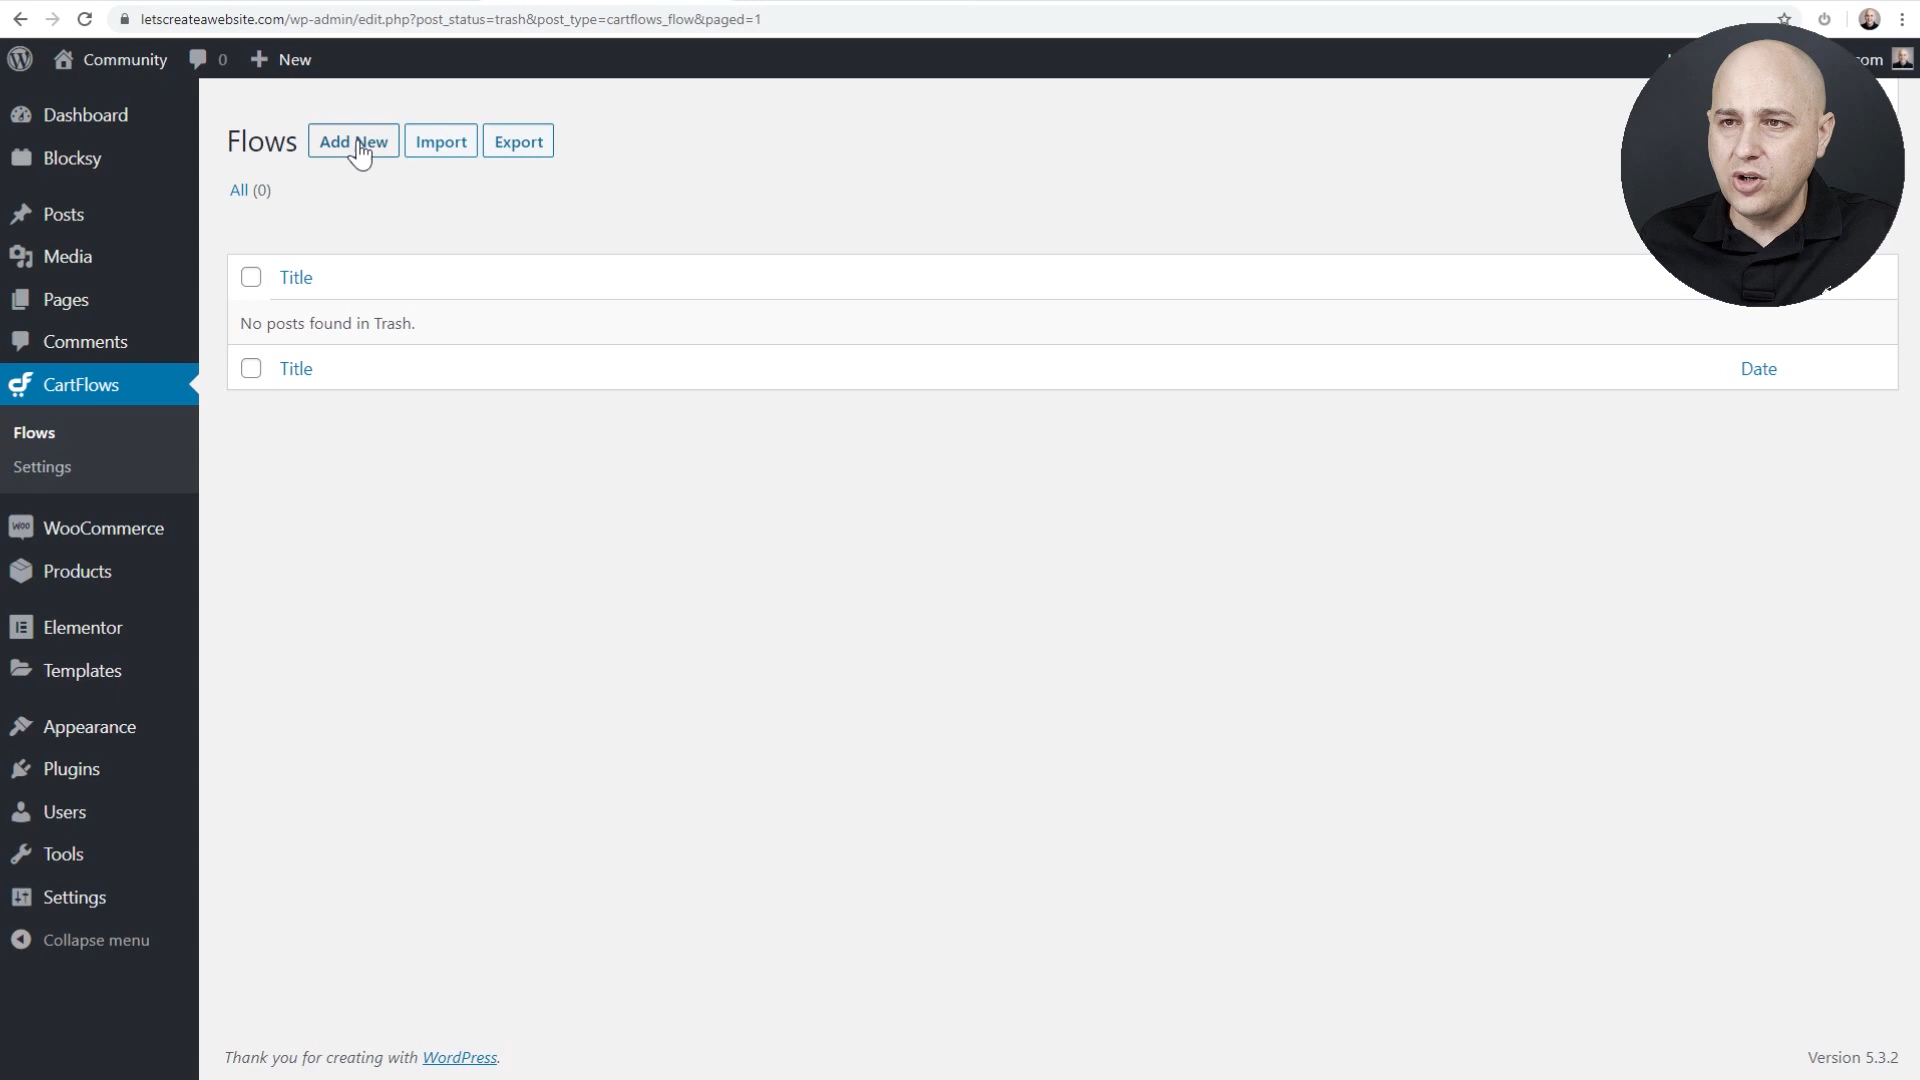 letscreateawebsite.com/wp-admin/edit.php?post_status=trash&post_type=cartflows_flow&paged=1
Community 0 New
com
Dashboard
Blocksy
Posts
Media
Pages
Comments
CartFlows
Flows
Settings
WooCommerce
Products
Elementor
Templates
Appearance
Plugins
Users
Tools
Settings
Collapse menu
Flows Add New Import Export
All (0)
Title
No posts found in Trash.
Title Date
Thank you for creating with WordPress.
Version 5.3.2